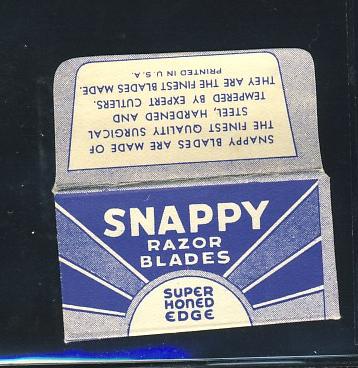 SNAPPY BLADES ARE MADE OF
THE FINEST QUALITY SURGICAL
STEEL, HARDENED AND
TEMPERED BY EXPERT CUTLERS.
THEY ARE THE FINEST BLADES MADE.
PRINTED IN U.S.A.
SNAPPY
RAZOR
BLADES
SUPER
HONED
EDGE